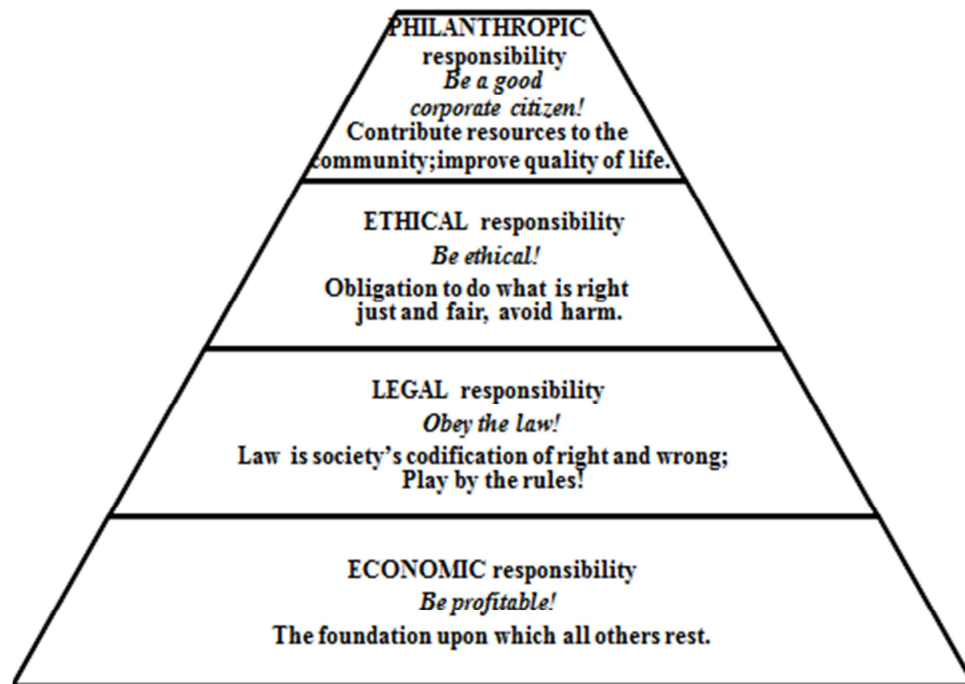 PHILANTHROPIC
responsibility
Be a good
corporate citizen!
Contribute resources to the
community;improve quality of life.
ETHICAL responsibility
Be ethical!
Obligation to do what is right
just and fair, avoid harm.
LEGAL responsibility
Obey the law!
Law is society's codification of right and wrong;
Play by the rules!
ECONOMIC responsibility
Be profitable!
The foundation upon which all others rest.